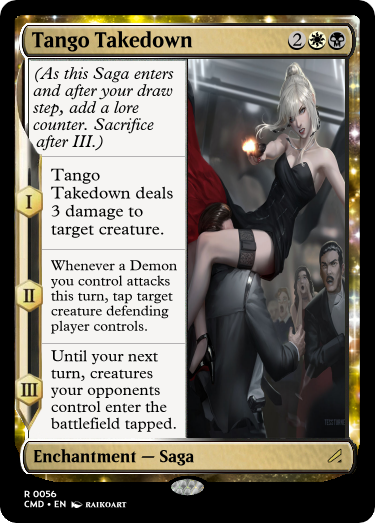 Tango Takedown 2
(As this Saga enters
and after your draw
step, add a lore
counter. Sacrifice
after III.)
I
Tango
Takedown deals
3 damage to
target creature.
II
Whenever a Demon
you control attacks
this turn, tap target
creature defending
player controls.
III
Until your next
turn, creatures
your opponents
control enter the
battlefield tapped.
Enchantment — Saga
R 0056
CMD • EN RAIKOART